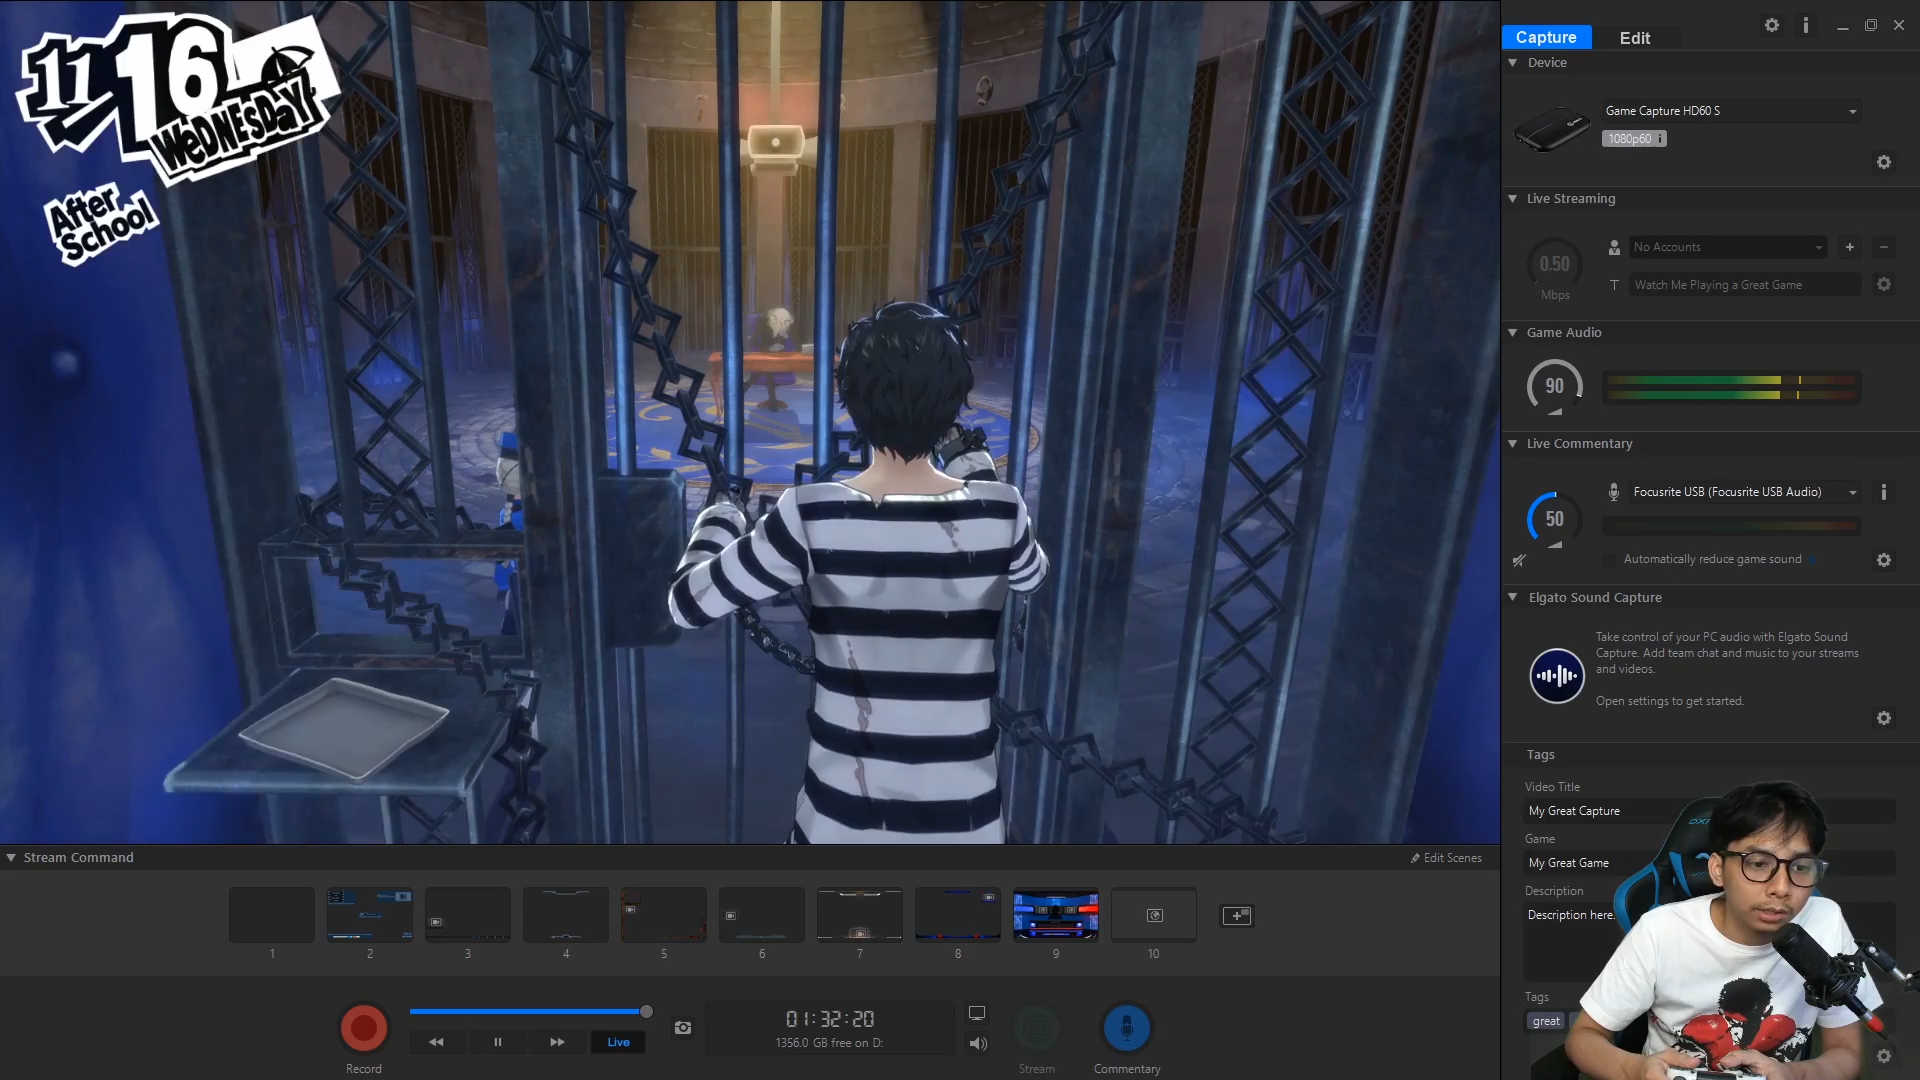 11 16
WEDNESDAY
After
School
Capture
Edit
Device
Game Capture HD60 S
1080p60 i
Live Streaming
0.50
Mbps
No Accounts
T Watch Me Playing a Great Game
Game Audio
90
Live Commentary
50
Focusrite USB (Focusrite USB Audio)
Automatically reduce game sound
Elgato Sound Capture
Take control of your PC audio with Elgato Sound
Capture. Add team chat and music to your streams
and videos.
Open settings to get started.
Tags
Video Title
My Great Capture
Game
My Great Game
Description
Description here.
Tags
great
Stream Command
Edit Scenes
1 2 3 4 5 6 7 8 9 10
Live
01:32:20
1356.0 GB free on D:
Record
Stream
Commentary